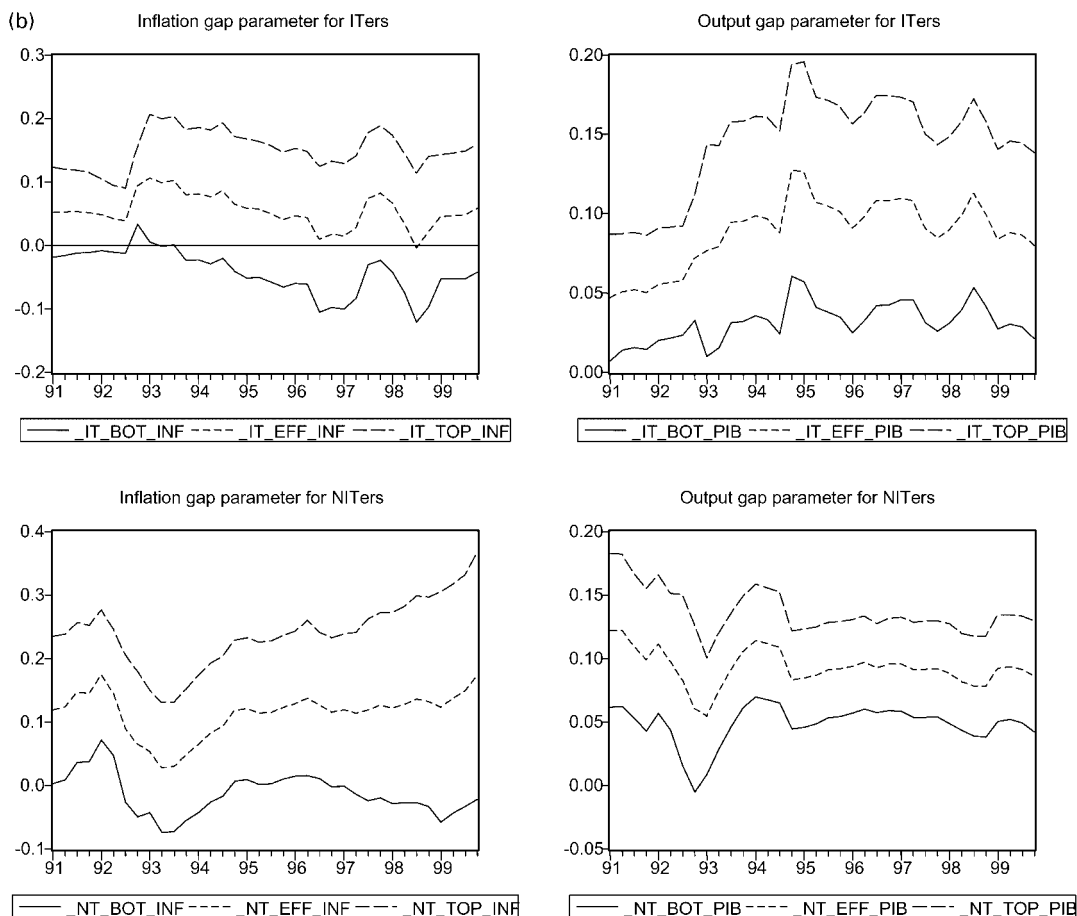 (b)
Inflation gap parameter for ITers
0.3
0.2
0.1
0.0
-0.1
-0.2
91 92 93 94 95 96 97 98 99
_IT_BOT_INF _IT_EFF_INF _IT_TOP_INF
Output gap parameter for ITers
0.20
0.15
0.10
0.05
0.00
91 92 93 94 95 96 97 98 99
_IT_BOT_PIB _IT_EFF_PIB _IT_TOP_PIB
Inflation gap parameter for NITers
0.4
0.3
0.2
0.1
0.0
-0.1
91 92 93 94 95 96 97 98 99
_NT_BOT_INF _NT_EFF_INF _NT_TOP_INF
Output gap parameter for NITers
0.20
0.15
0.10
0.05
0.00
-0.05
91 92 93 94 95 96 97 98 99
_NT_BOT_PIB _NT_EFF_PIB _NT_TOP_PIB